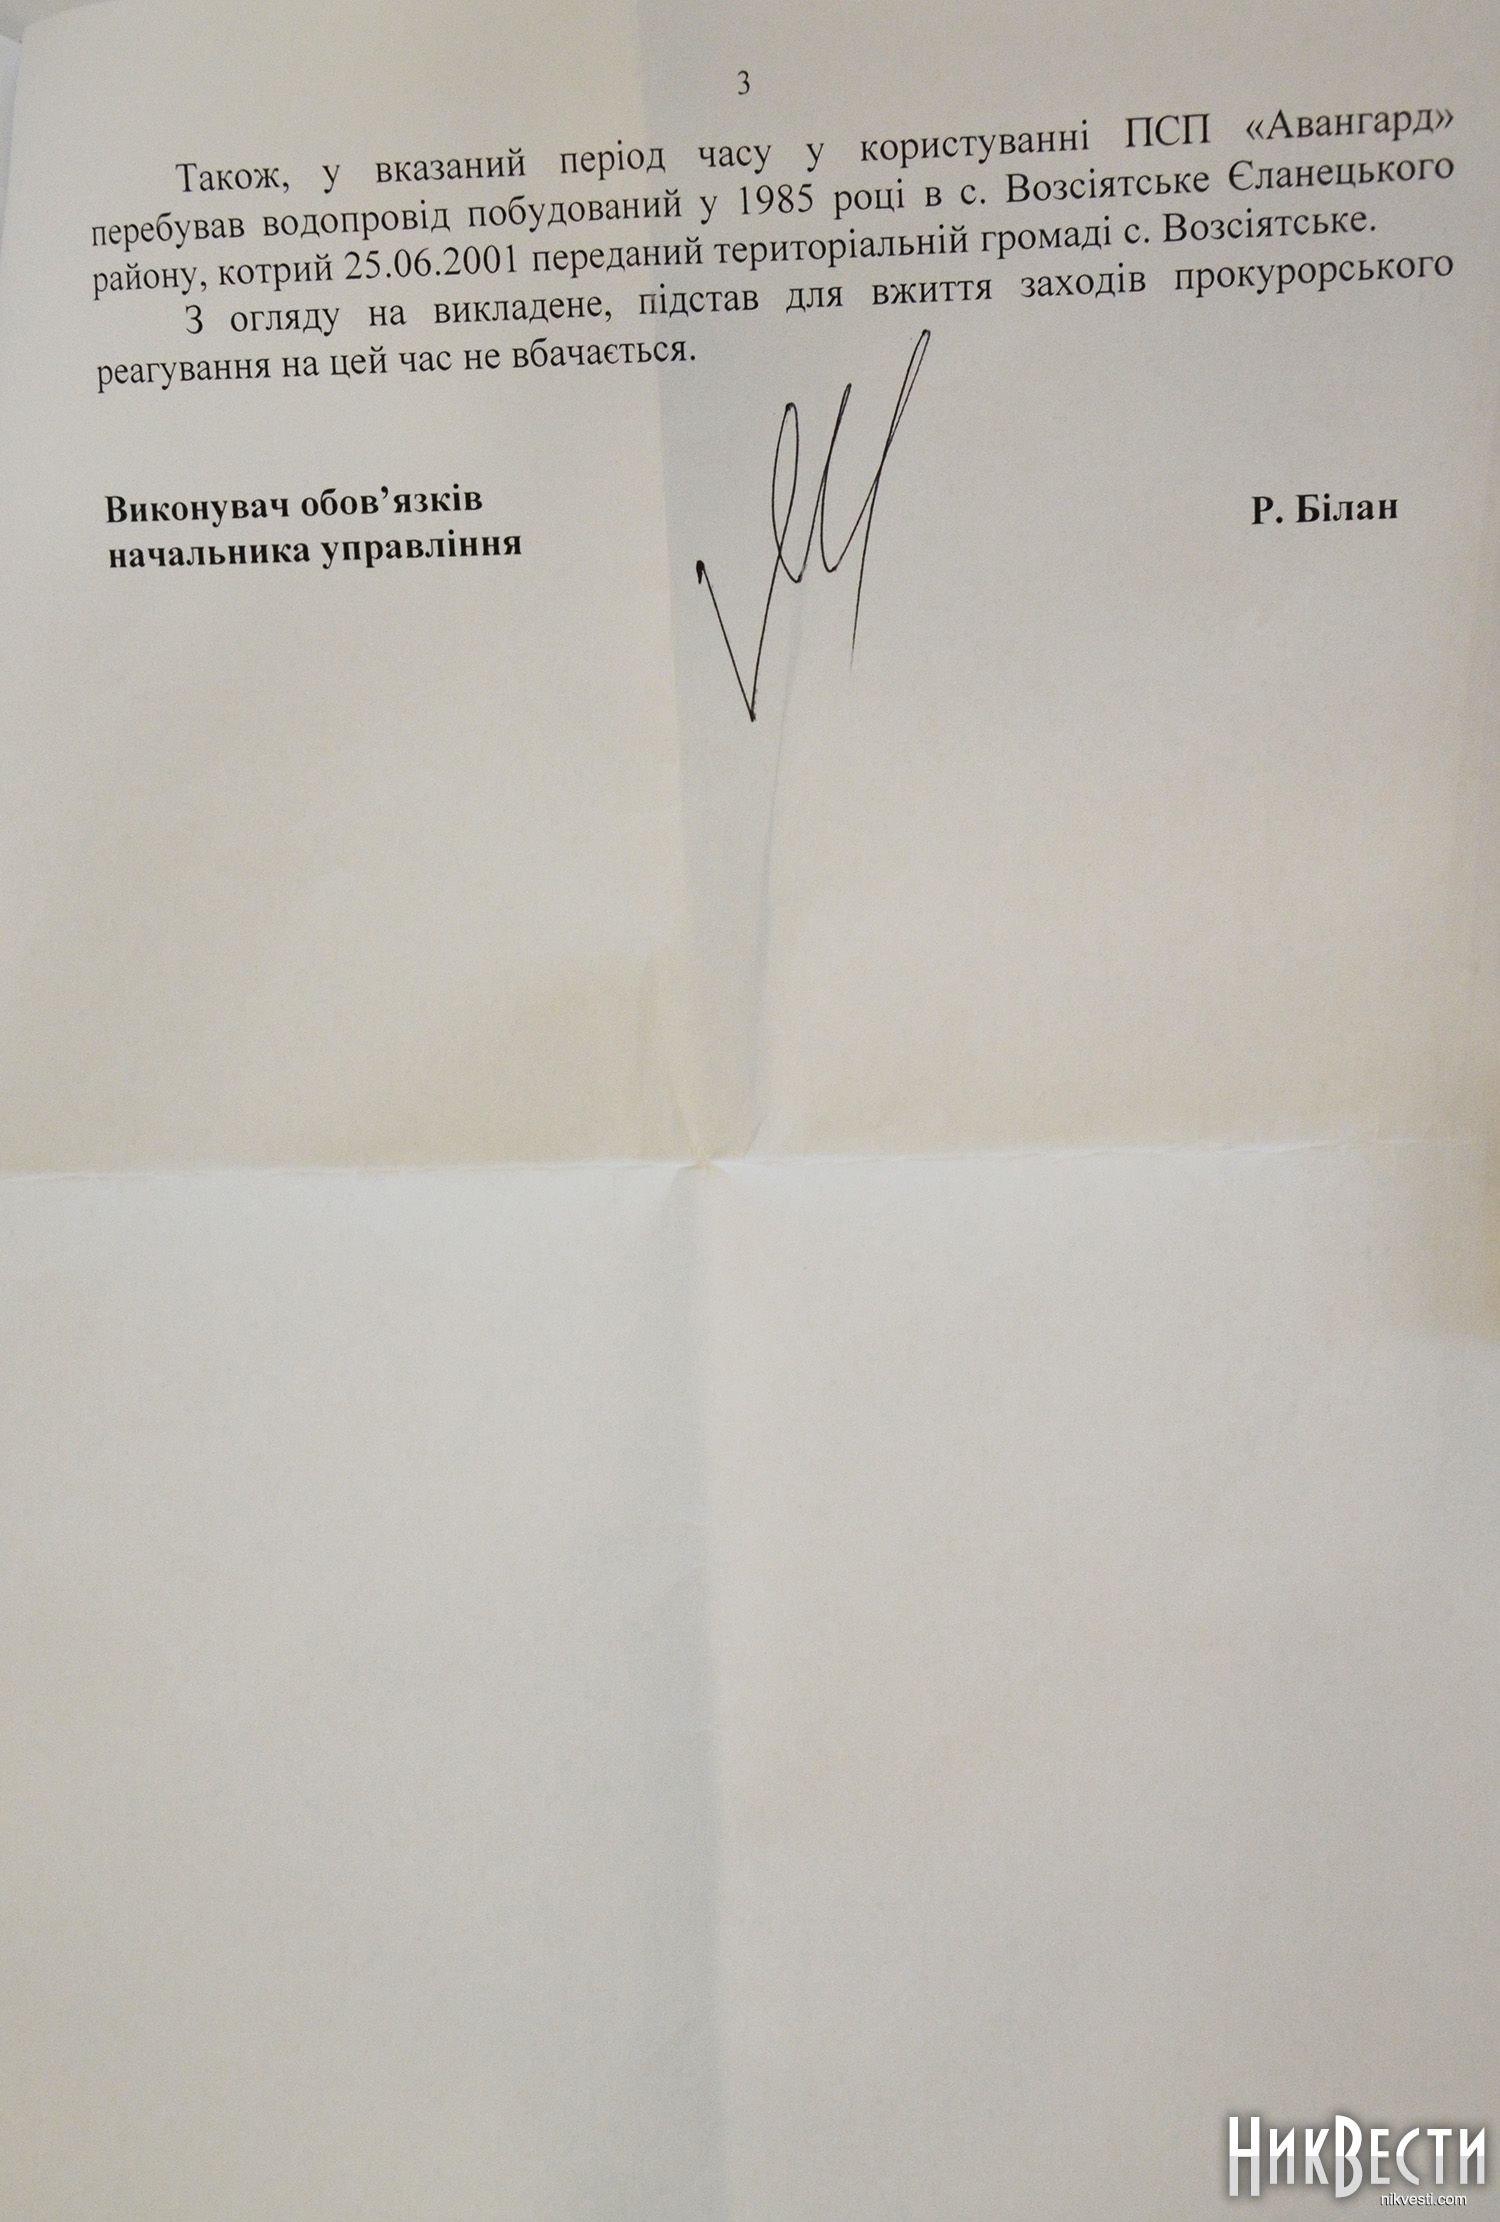 3
Також, у вказаний період часу у користуванні ПСП «Авангард»
перебував водопровід побудований у 1985 році в с. Возсіятське Єланецького
району, котрий 25.06.2001 переданий територіальній громаді с. Возсіятське.
З огляду на викладене, підстав для вжиття заходів прокурорського
реагування на цей час не вбачається.
Виконувач обов’язків
начальника управління
Р. Білан
НикВести
nikvesti.com